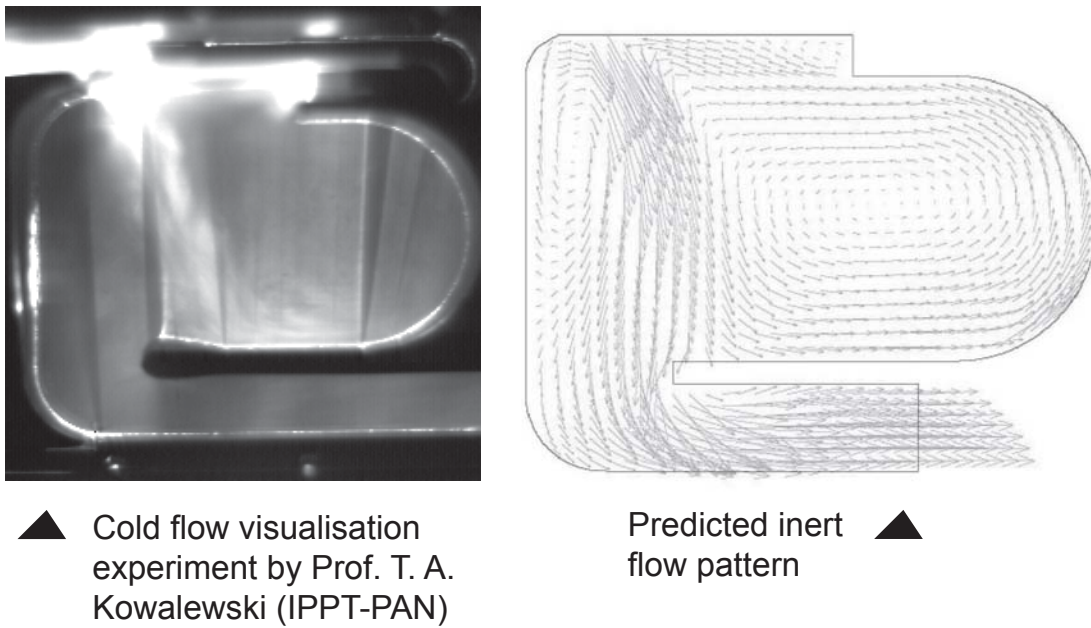 Cold flow visualisation
experiment by Prof. T. A.
Kowalewski (IPPT-PAN)
Predicted inert
flow pattern